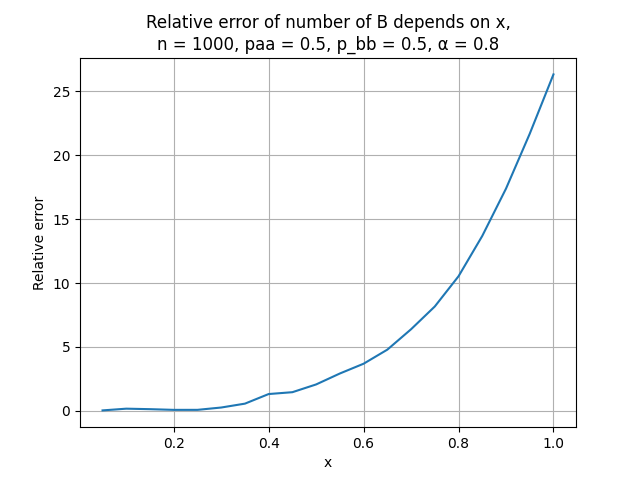 Relative error of number of B depends on x,
n = 1000, paa = 0.5, p_bb = 0.5, α = 0.8
Relative error
25
20
15
10
5
0
0.2 0.4 0.6 0.8 1.0
x